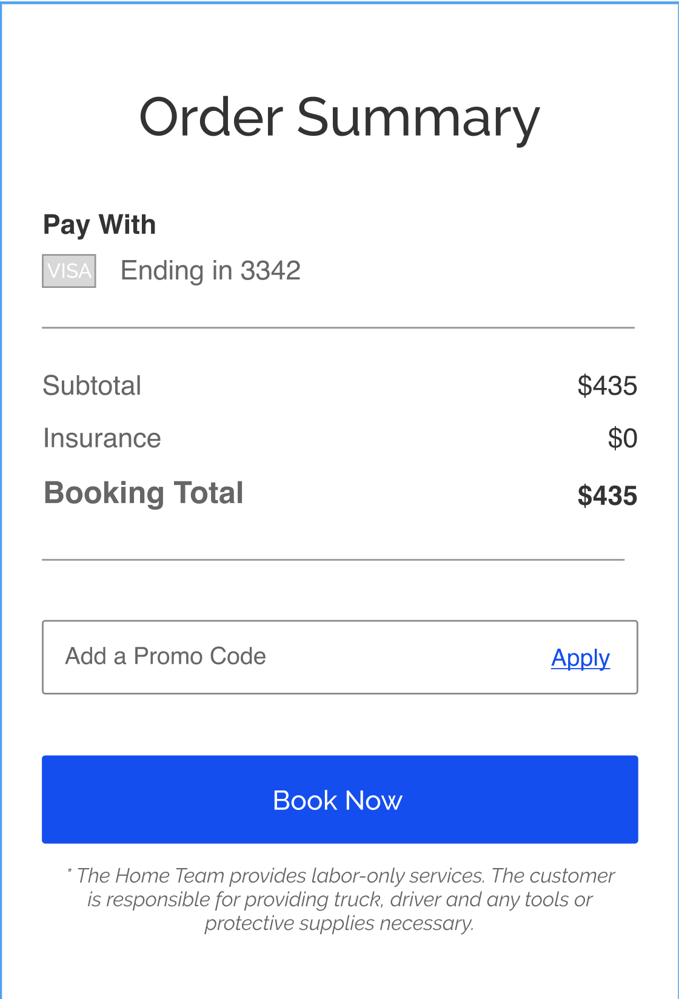 Order Summary
Pay With
VISA Ending in 3342
Subtotal $435
Insurance $0
Booking Total $435
Add a Promo Code Apply
Book Now
* The Home Team provides labor-only services. The customer
is responsible for providing truck, driver and any tools or
protective supplies necessary.